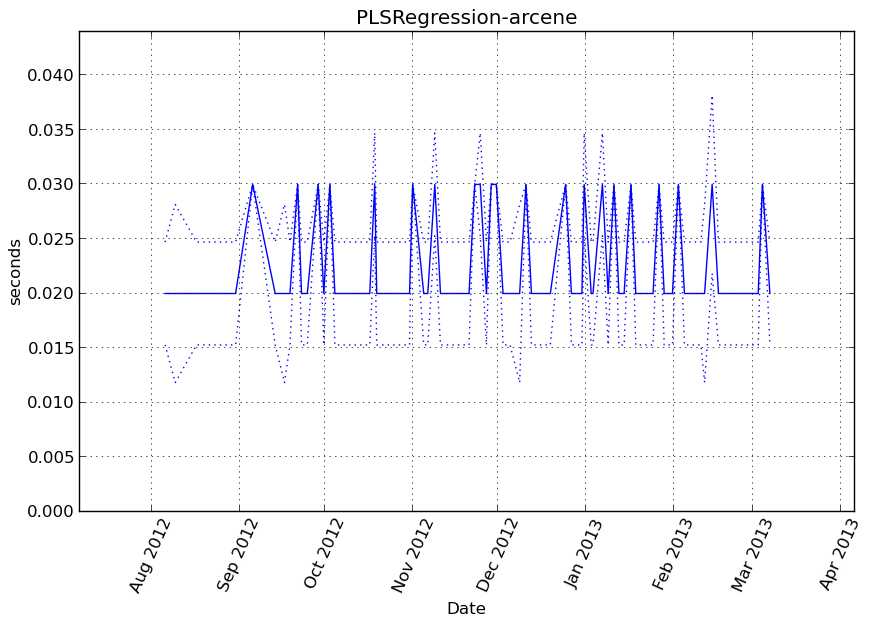 PLSRegression-arcene
0.040
0.035
0.030
0.025
0.020
0.015
0.010
0.005
0.000
seconds
Aug 2012
Sep 2012
Oct 2012
Nov 2012
Dec 2012
Jan 2013
Feb 2013
Mar 2013
Apr 2013
Date